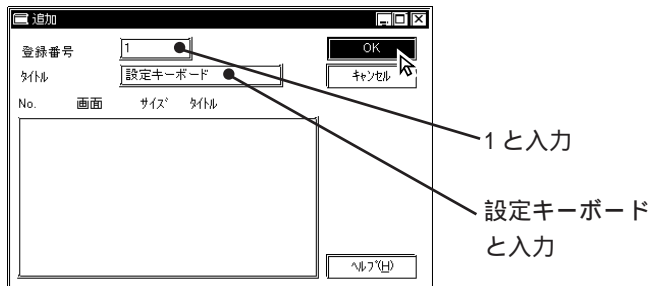 追加
登録番号 1 OK
ﾀｲﾄﾙ 設定キーボード ｷｬﾝｾﾙ
No. 画面 ｻｲｽﾞ ﾀｲﾄﾙ
1と入力
設定キーボード
と入力
ﾍﾙﾌﾟ(H)